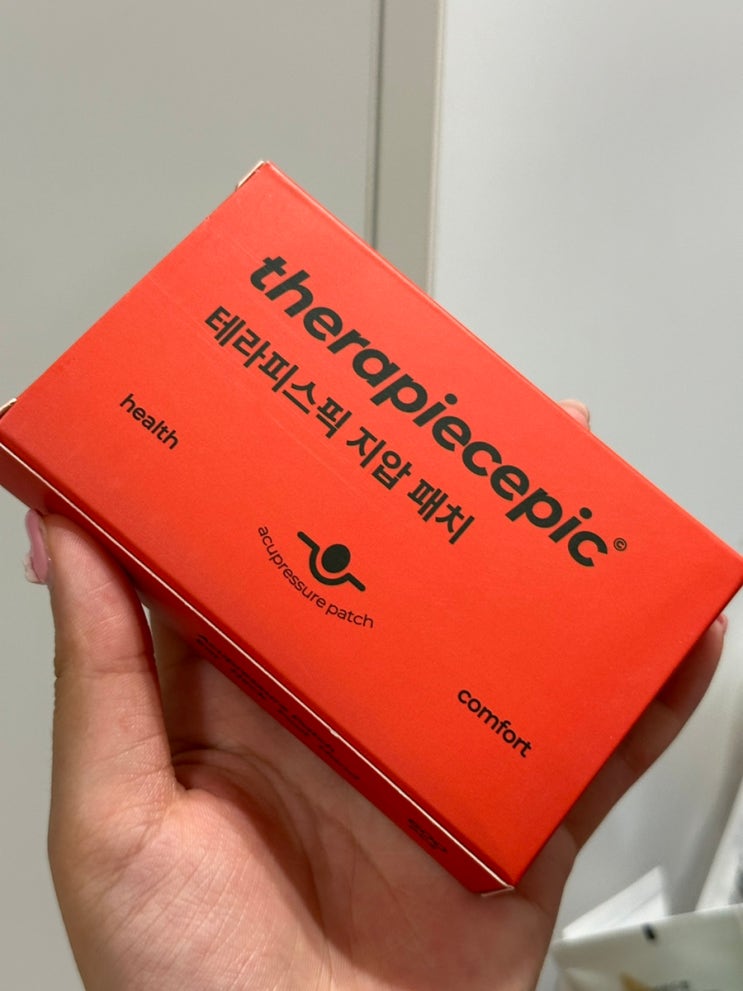 therapiecepic©
테라피스픽 지압 패치
health
acupressure patch
comfort